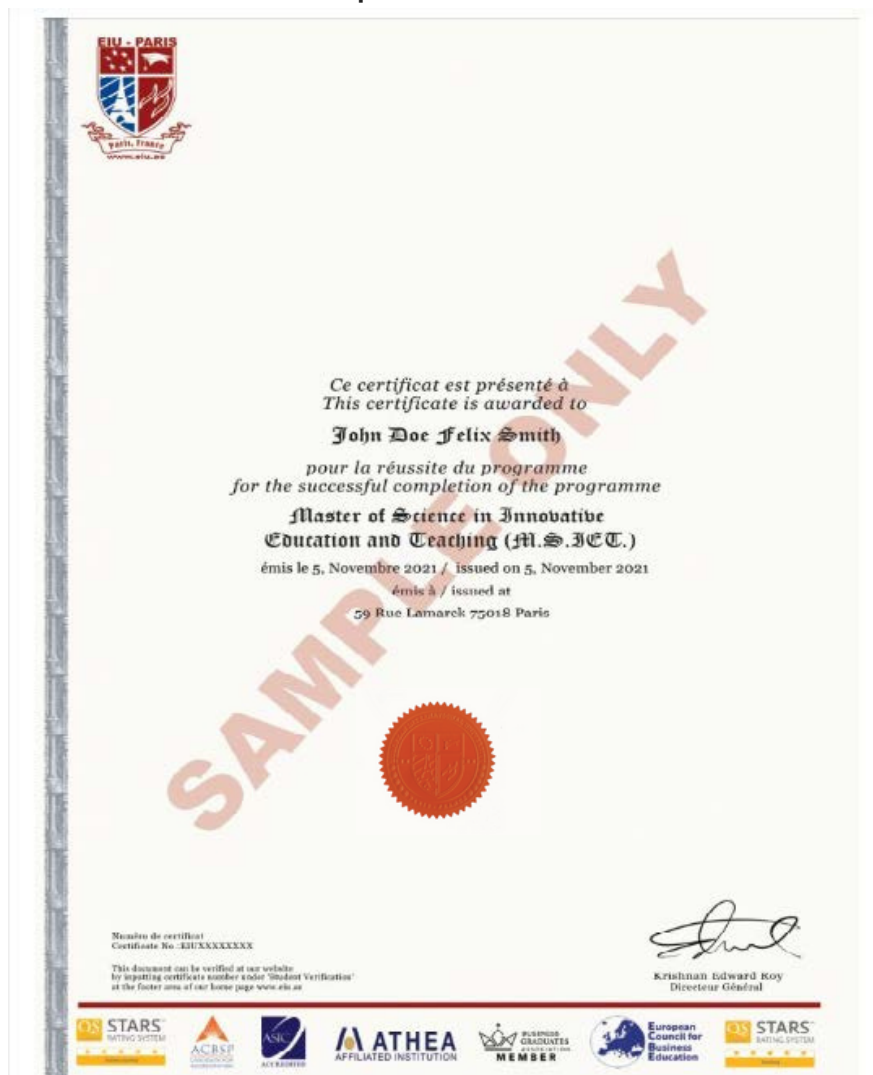 EIU - PARIS
Paris, France
www.eiu.ac
SAMPLE ONLY
Ce certificat est présenté à
This certificate is awarded to
John Doe Felix Smith
pour la réussite du programme
for the successful completion of the programme
Master of Science in Innovative
Education and Teaching (M.S.IET.)
émis le 5, Novembre 2021 / issued on 5, November 2021
émis à / issued at
59 Rue Lamarck 75018 Paris
Numéro de certificat
Certificate No :EIUXXXXXXXX
This document can be verified at our website
by inputting certificate number under 'Student Verification'
at the footer area of our home page www.eiu.ac
Krishnan Edward Roy
Directeur Général
QS STARS
RATING SYSTEM
ACBSP
ASIC
ACCREDITED
ATHEA
AFFILIATED INSTITUTION
BUSINESS
GRADUATES
ASSOCIATION
MEMBER
European
Council for
Business
Education
QS STARS
RATING SYSTEM